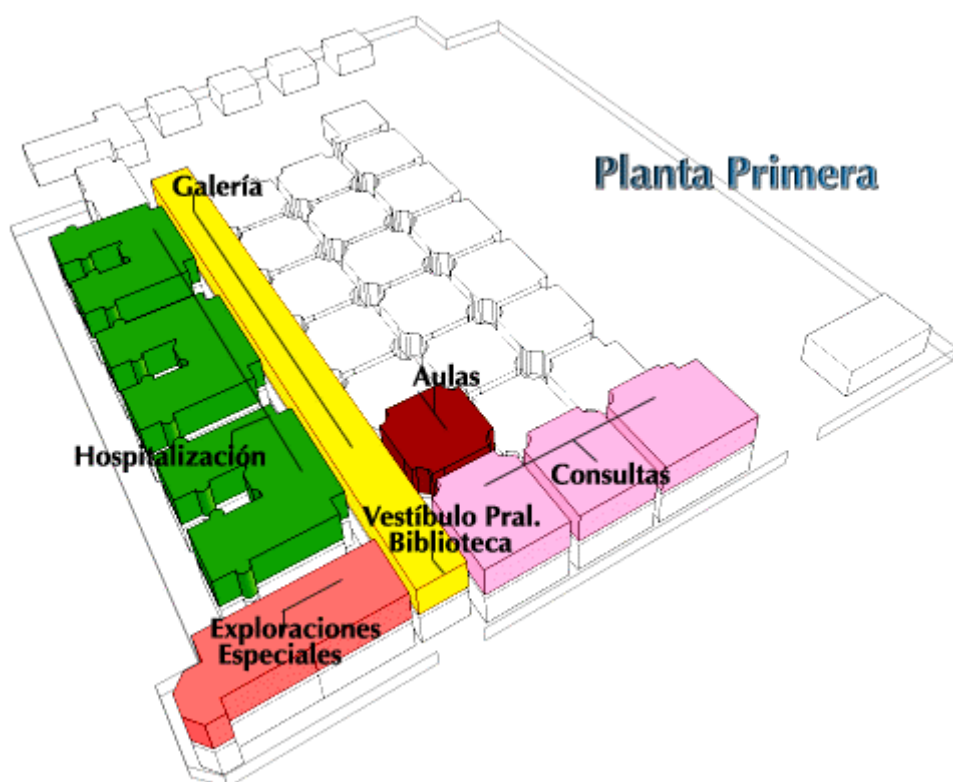 Planta Primera
Galería
Aulas
Hospitalización
Consultas
Vestíbulo Pral.
Biblioteca
Exploraciones
Especiales